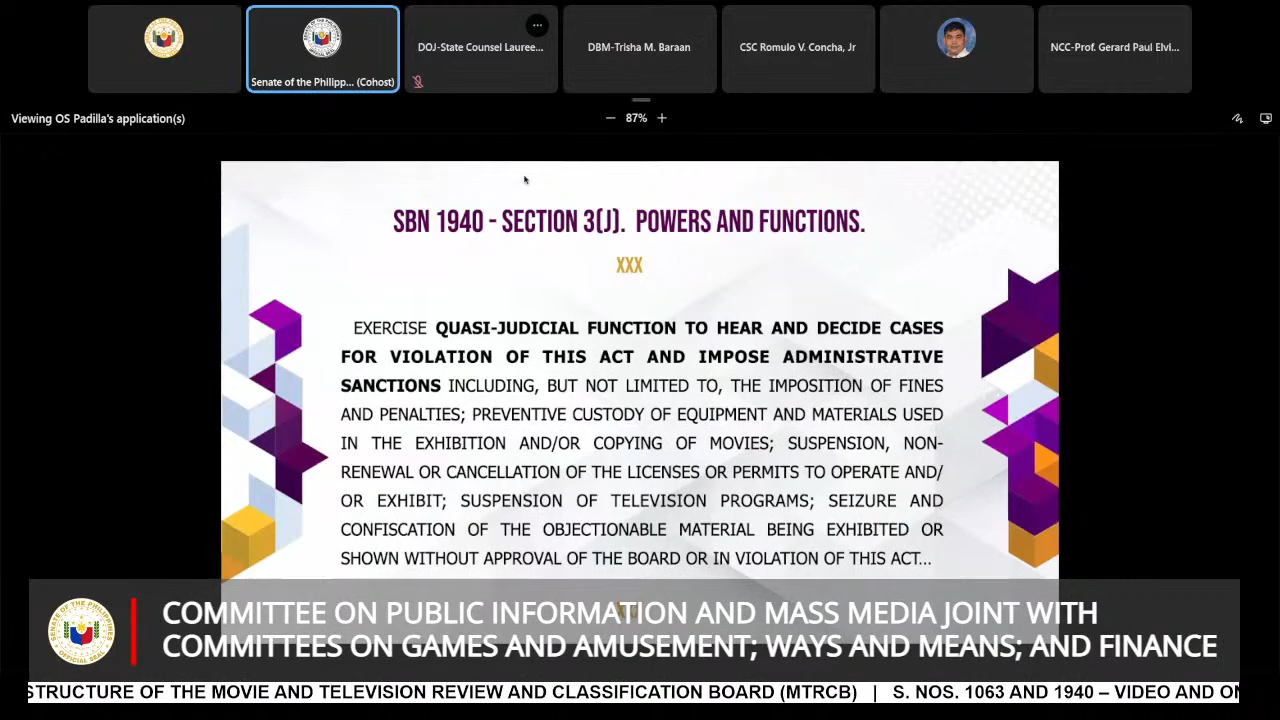 Senate of the Philipp... (Cohost)
DOJ-State Counsel Lauree...
DBM-Trisha M. Baraan
CSC Romulo V. Concha, Jr
NCC-Prof. Gerard Paul Elvi...
Viewing OS Padilla's application(s)
87%
SBN 1940 - SECTION 3(J). POWERS AND FUNCTIONS.
XXX
EXERCISE QUASI-JUDICIAL FUNCTION TO HEAR AND DECIDE CASES
FOR VIOLATION OF THIS ACT AND IMPOSE ADMINISTRATIVE
SANCTIONS INCLUDING, BUT NOT LIMITED TO, THE IMPOSITION OF FINES
AND PENALTIES; PREVENTIVE CUSTODY OF EQUIPMENT AND MATERIALS USED
IN THE EXHIBITION AND/OR COPYING OF MOVIES; SUSPENSION, NON-
RENEWAL OR CANCELLATION OF THE LICENSES OR PERMITS TO OPERATE AND/
OR EXHIBIT; SUSPENSION OF TELEVISION PROGRAMS; SEIZURE AND
CONFISCATION OF THE OBJECTIONABLE MATERIAL BEING EXHIBITED OR
SHOWN WITHOUT APPROVAL OF THE BOARD OR IN VIOLATION OF THIS ACT...
SENATE OF THE PHILIPPINES
OFFICIAL SEAL
COMMITTEE ON PUBLIC INFORMATION AND MASS MEDIA JOINT WITH
COMMITTEES ON GAMES AND AMUSEMENT; WAYS AND MEANS; AND FINANCE
STRUCTURE OF THE MOVIE AND TELEVISION REVIEW AND CLASSIFICATION BOARD (MTRCB) | S. NOS. 1063 AND 1940 – VIDEO AND